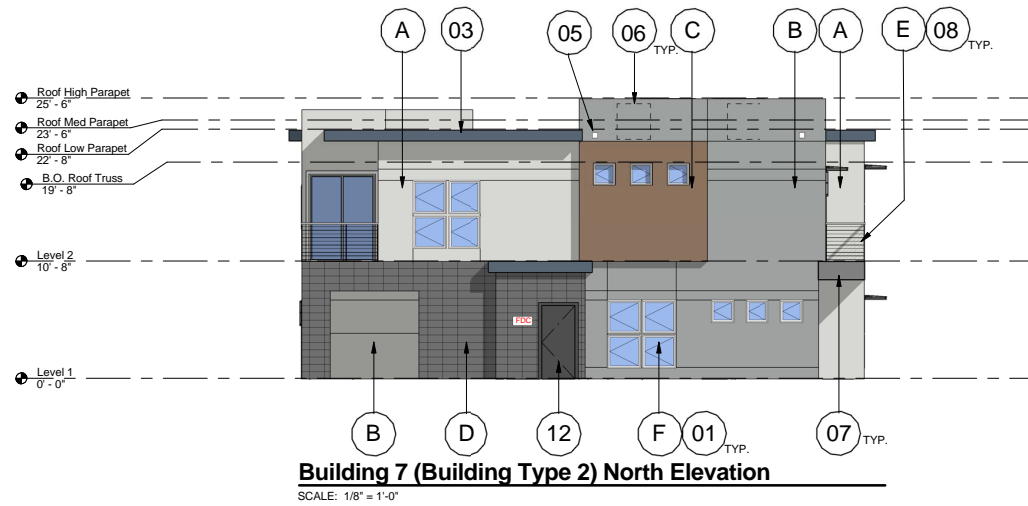 A 03 05 06 TYP. C B A E 08 TYP.
Roof High Parapet
25' - 6"
Roof Med Parapet
23' - 6"
Roof Low Parapet
22' - 8"
B.O. Roof Truss
19' - 8"
Level 2
10' - 8"
FDC
Level 1
0' - 0"
B D 12 F 01 TYP. 07 TYP.
Building 7 (Building Type 2) North Elevation
SCALE: 1/8" = 1'-0"